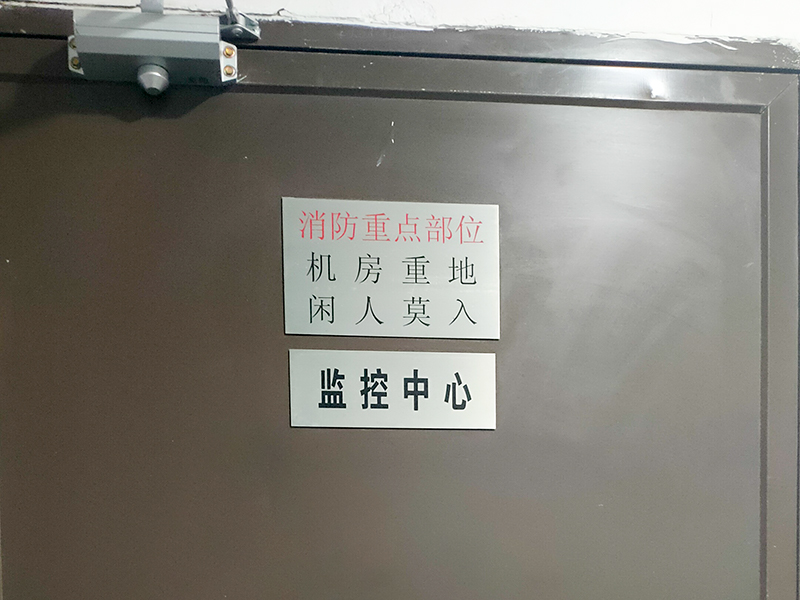 消防重点部位
机房重地
闲人莫入
监控中心